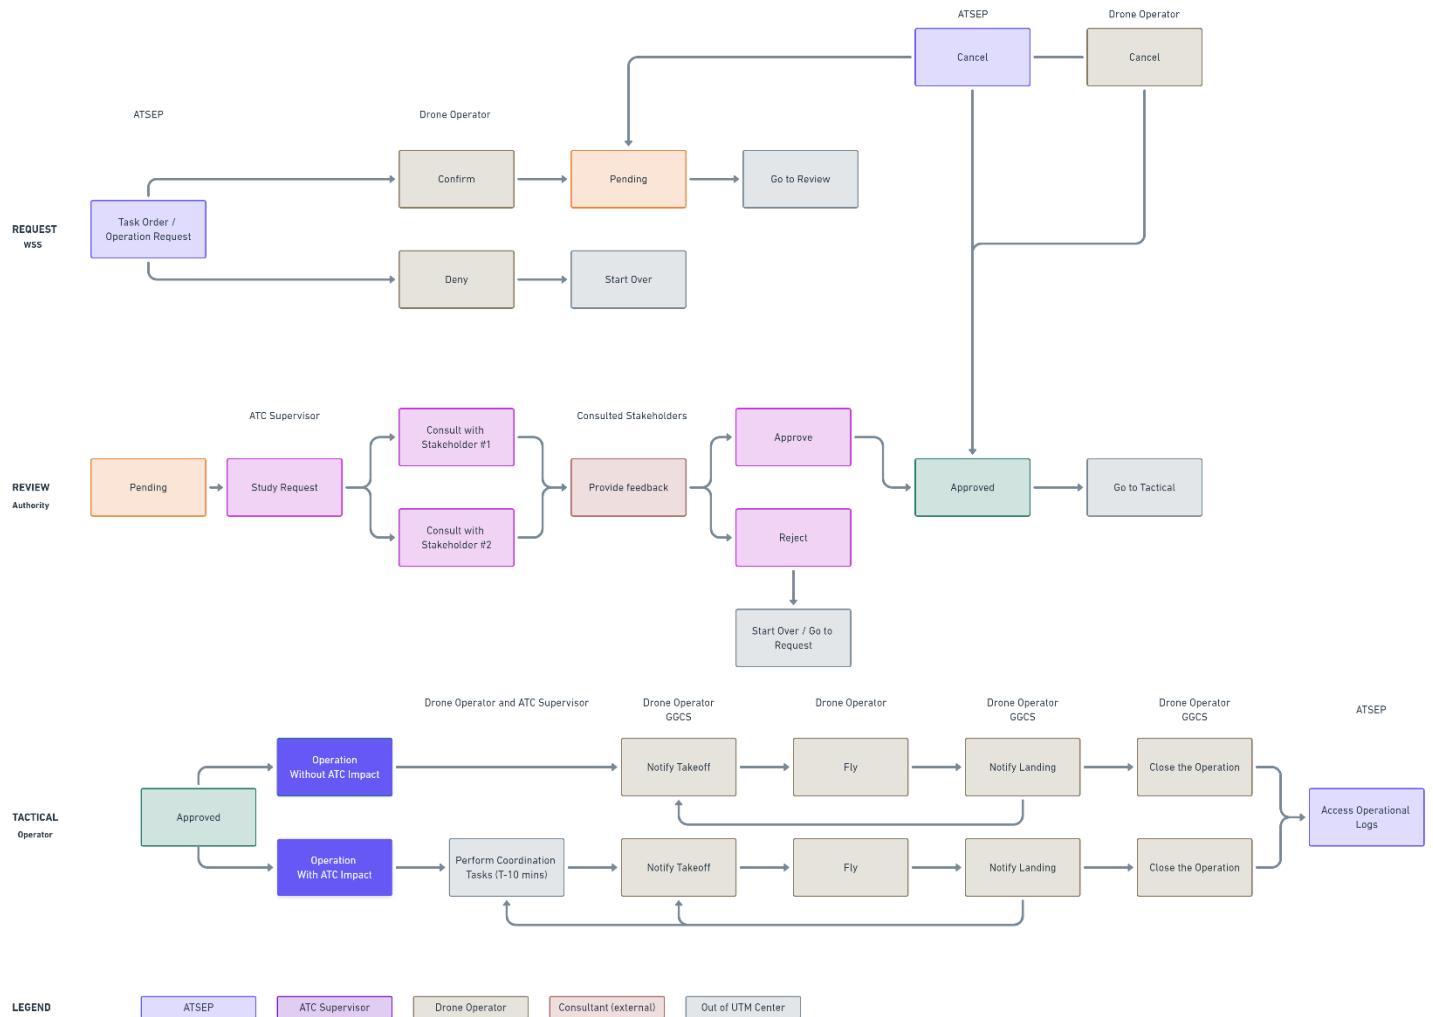 ATSEP
Drone Operator
Cancel
Cancel
ATSEP
Drone Operator
Confirm
Pending
Go to Review
REQUEST
WSS
Task Order /
Operation Request
Deny
Start Over
ATC Supervisor
Consulted Stakeholders
Consult with
Stakeholder #1
Approve
REVIEW
Authority
Pending
Study Request
Provide feedback
Approved
Go to Tactical
Consult with
Stakeholder #2
Reject
Start Over / Go to
Request
Drone Operator and ATC Supervisor
Drone Operator
GGCS
Drone Operator
Drone Operator
GGCS
Drone Operator
GGCS
ATSEP
Operation
Without ATC Impact
Notify Takeoff
Fly
Notify Landing
Close the Operation
TACTICAL
Operator
Approved
Access Operational
Logs
Operation
With ATC Impact
Perform Coordination
Tasks (T-10 mins)
Notify Takeoff
Fly
Notify Landing
Close the Operation
LEGEND
ATSEP
ATC Supervisor
Drone Operator
Consultant (external)
Out of UTM Center